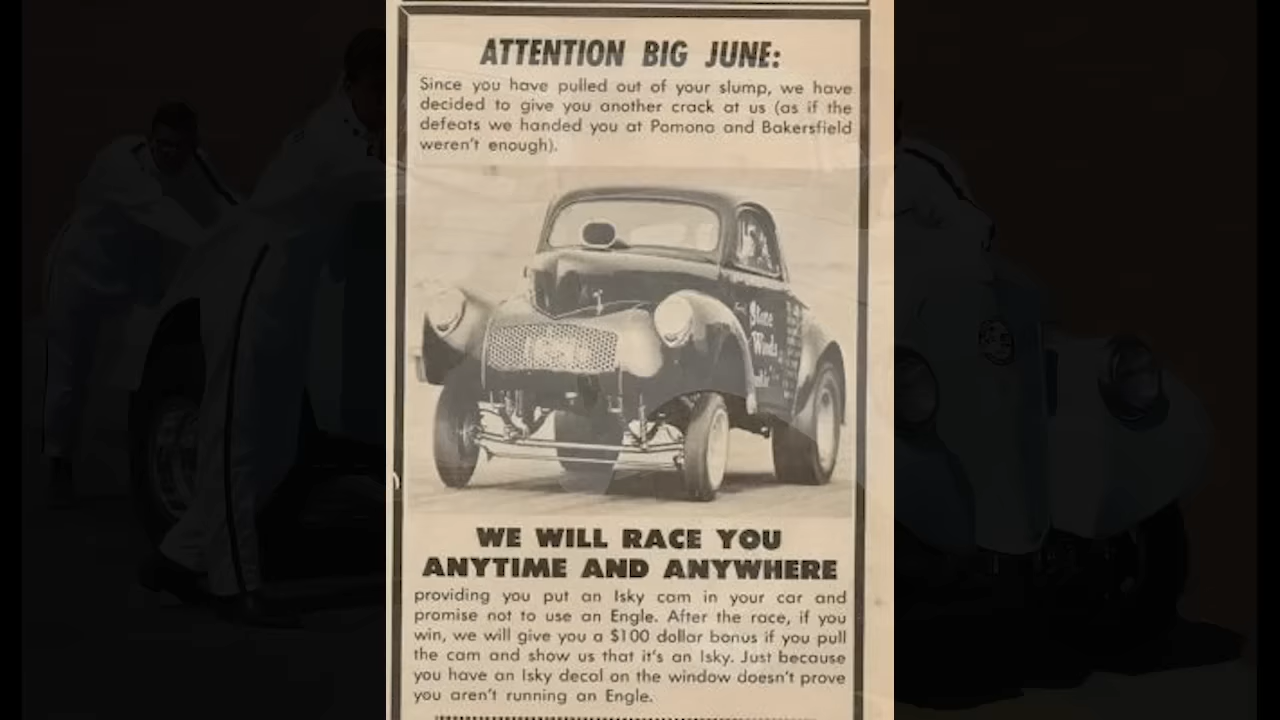 ATTENTION BIG JUNE:
Since you have pulled out of your slump, we have
decided to give you another crack at us (as if the
defeats we handed you at Pomona and Bakersfield
weren't enough).
Stone
Woods
WE WILL RACE YOU
ANYTIME AND ANYWHERE
providing you put an Isky cam in your car and
promise not to use an Engle. After the race, if you
win, we will give you a $100 dollar bonus if you pull
the cam and show us that it's an Isky. Just because
you have an Isky decal on the window doesn't prove
you aren't running an Engle.